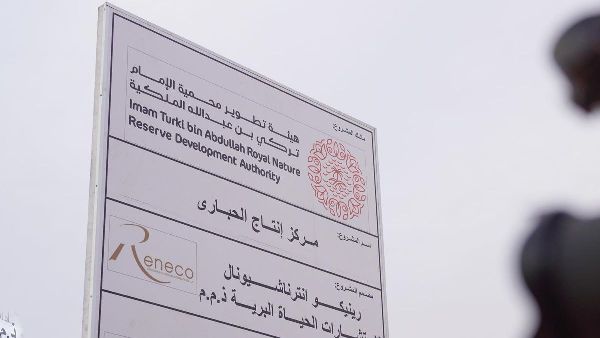 مالك المشروع:
هيئة تطوير محمية الإمام
تركي بن عبدالله الملكية
Imam Turki bin Abdullah Royal Nature
Reserve Development Authority
اسم المشروع:
مركز إنتاج الحبارى
مصمم المشروع:
Reneco
رينيكو انترناشيونال
الحياة البرية ذ.م.م